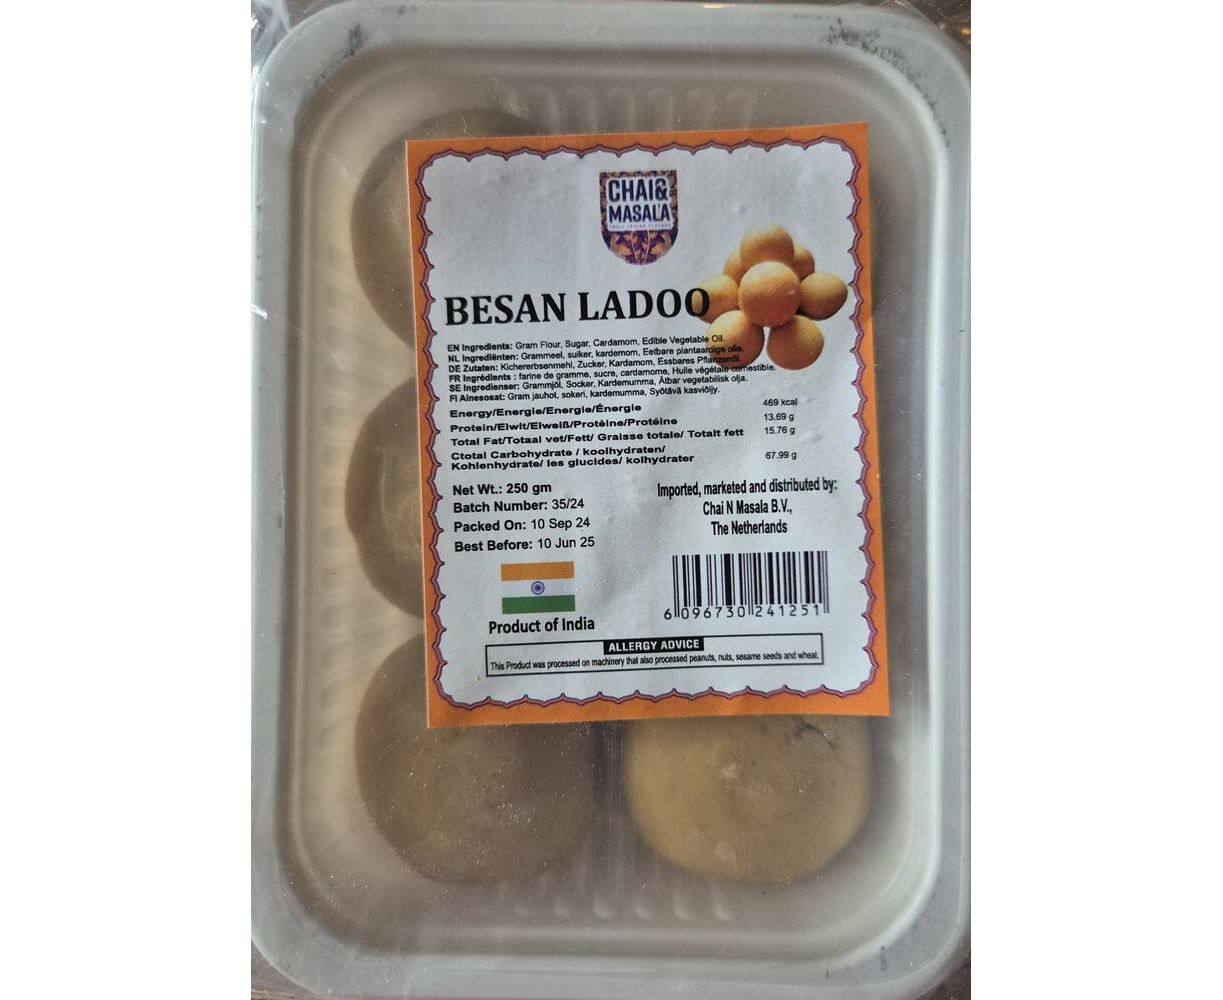 CHAI&
MASALA
BESAN LADOO
EN Ingredients: Gram Flour, Sugar, Cardamom, Edible Vegetable Oil.
NL Ingrediënten: Grammeel, suiker, kardemom, Eetbare plantaardige olie.
DE Zutaten: Kichererbsenmehl, Zucker, Kardamom, Essbares Pflanzenöl.
FR Ingrédients : farine de gramme, sucre, cardamome, Huile végétale comestible.
SE Ingredienser: Grammjöl, Socker, Kardemumma, Ätbar vegetabilisk olja.
FI Ainesosat: Gram jauhot, sokeri, kardemumma, Syötävä kasviöljy.
Energy/Energie/Energie/Énergie 469 kcal
Protein/Eiwit/Eiweiß/Protèine/Protéine 13.69 g
Total Fat/Totaal vet/Fett/ Graisse totale/ Totalt fett 15.76 g
Ctotal Carbohydrate / koolhydraten/
Kohlenhydrate/ les glucides/ kolhydrater 67.99 g
Net Wt.: 250 gm
Batch Number: 35/24
Packed On: 10 Sep 24
Best Before: 10 Jun 25
Imported, marketed and distributed by:
Chai N Masala B.V.,
The Netherlands
Product of India
6 096730 241251
ALLERGY ADVICE
This Product was processed on machinery that also processed peanuts, nuts, sesame seeds and wheat.